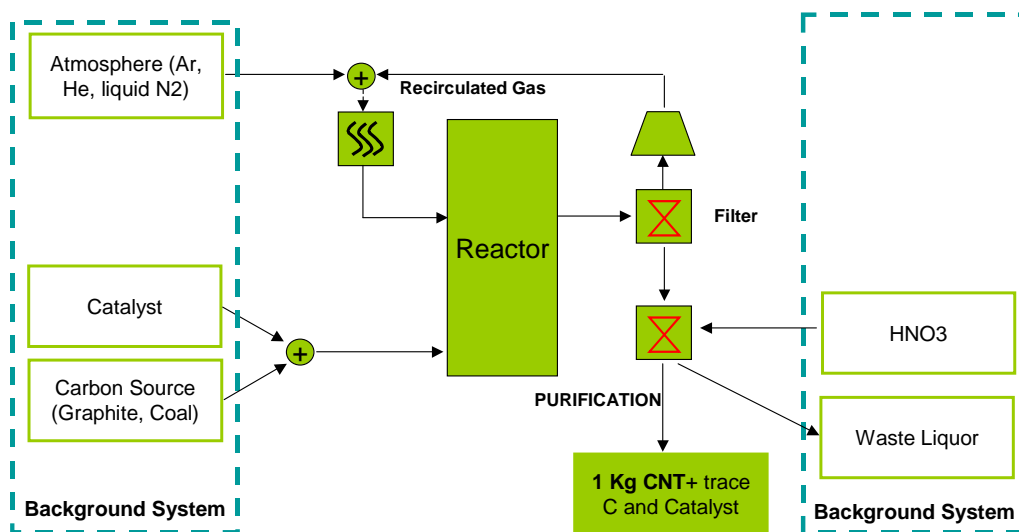 Atmosphere (Ar,
He, liquid N2)
+
Recirculated Gas
Reactor
Filter
Catalyst
+
Carbon Source
(Graphite, Coal)
Background System
HNO3
PURIFICATION
Waste Liquor
1 Kg CNT+ trace
C and Catalyst
Background System